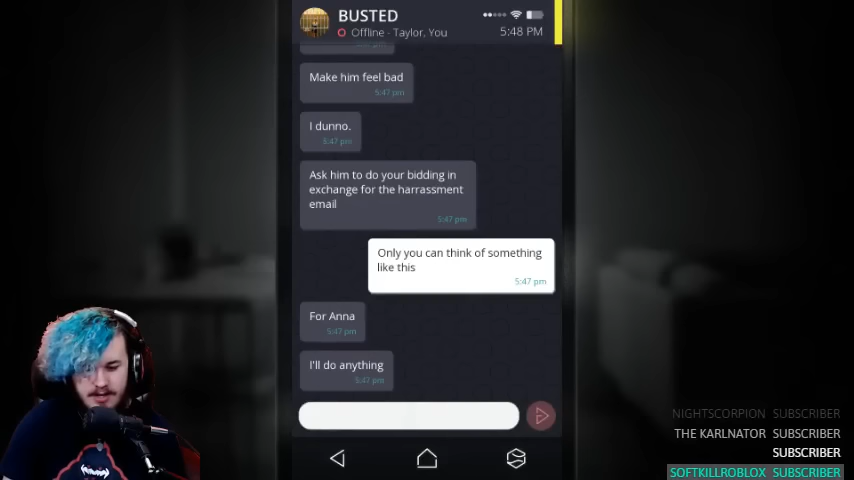 BUSTED
Offline - Taylor, You
5:48 PM
Make him feel bad
5:47 pm
I dunno.
5:47 pm
Ask him to do your bidding in
exchange for the harrassment
email
5:47 pm
Only you can think of something
like this
5:47 pm
For Anna
5:47 pm
I'll do anything
5:47 pm
NIGHTSCORPION SUBSCRIBER
THE KARLNATOR SUBSCRIBER
SUBSCRIBER
SOFTKILLROBLOX SUBSCRIBER